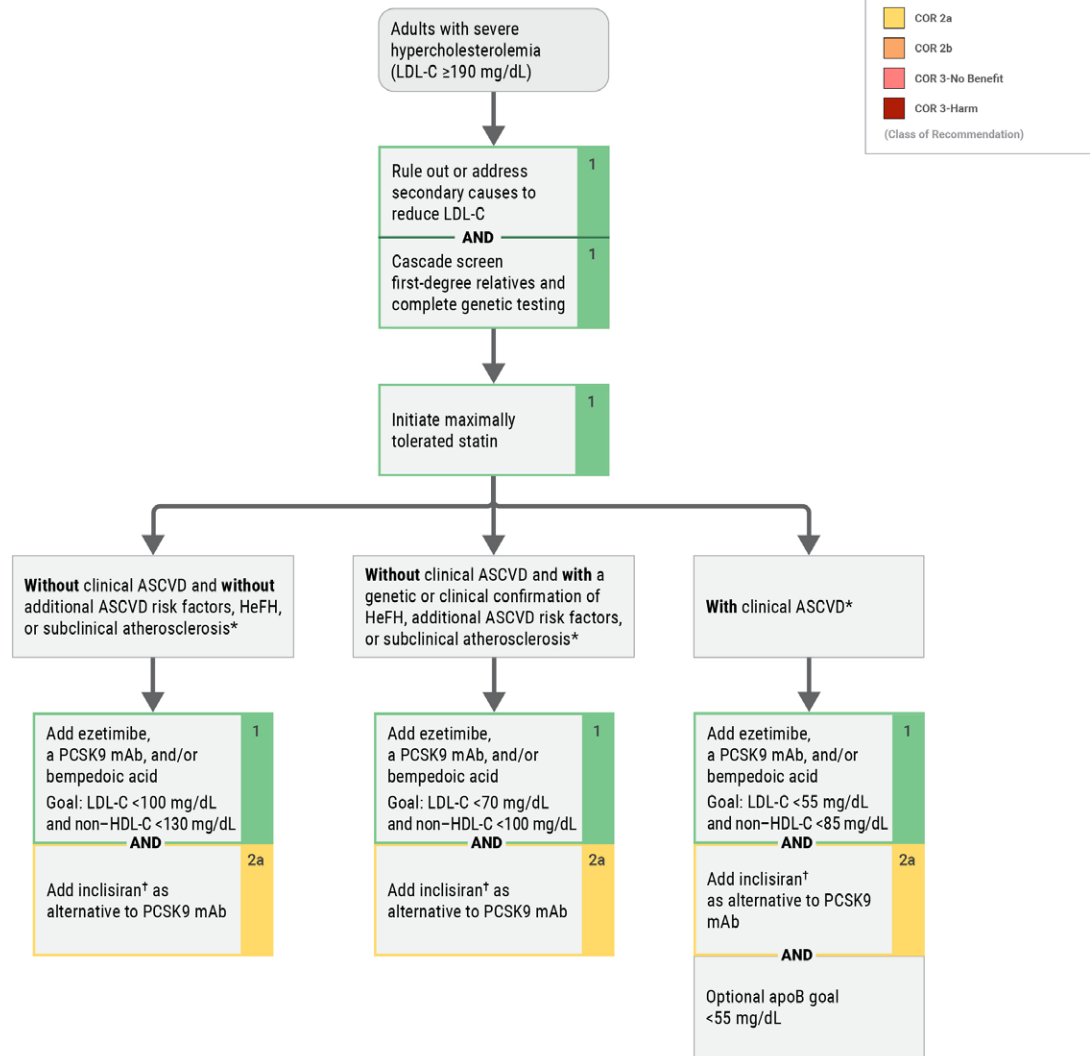 COR 2a
COR 2b
COR 3-No Benefit
COR 3-Harm
(Class of Recommendation)
Adults with severe
hypercholesterolemia
(LDL-C ≥190 mg/dL)
Rule out or address
secondary causes to
reduce LDL-C
1
AND
Cascade screen
first-degree relatives and
complete genetic testing
1
Initiate maximally
tolerated statin
1
Without clinical ASCVD and without
additional ASCVD risk factors, HeFH,
or subclinical atherosclerosis*
Add ezetimibe,
a PCSK9 mAb, and/or
bempedoic acid
Goal: LDL-C <100 mg/dL
and non–HDL-C <130 mg/dL
1
AND
Add inclisiran† as
alternative to PCSK9 mAb
2a
Without clinical ASCVD and with a
genetic or clinical confirmation of
HeFH, additional ASCVD risk factors,
or subclinical atherosclerosis*
Add ezetimibe,
a PCSK9 mAb, and/or
bempedoic acid
Goal: LDL-C <70 mg/dL
and non–HDL-C <100 mg/dL
1
AND
Add inclisiran† as
alternative to PCSK9 mAb
2a
With clinical ASCVD*
Add ezetimibe,
a PCSK9 mAb, and/or
bempedoic acid
Goal: LDL-C <55 mg/dL
and non–HDL-C <85 mg/dL
1
AND
Add inclisiran†
as alternative to PCSK9
mAb
2a
AND
Optional apoB goal
<55 mg/dL